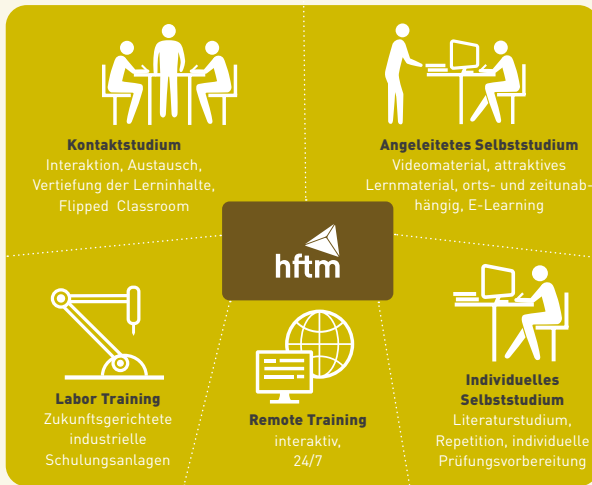 Kontaktstudium
Interaktion, Austausch,
Vertiefung der Lerninhalte,
Flipped Classroom
Angeleitetes Selbststudium
Videomaterial, attraktives
Lernmaterial, orts- und zeitunab-
hängig, E-Learning
hftm
Labor Training
Zukunftsgerichtete
industrielle
Schulungsanlagen
Remote Training
interaktiv,
24/7
Individuelles
Selbststudium
Literaturstudium,
Repetition, individuelle
Prüfungsvorbereitung